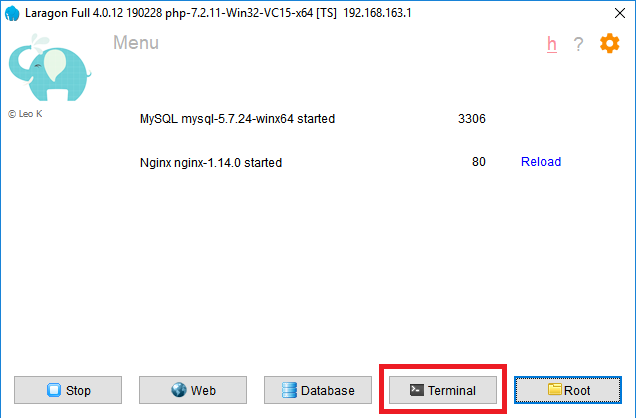 Laragon Full 4.0.12 190228 php-7.2.11-Win32-VC15-x64 [TS] 192.168.163.1
Menu
h ?
© Leo K
MySQL mysql-5.7.24-winx64 started 3306
Nginx nginx-1.14.0 started 80 Reload
Stop Web Database Terminal Root